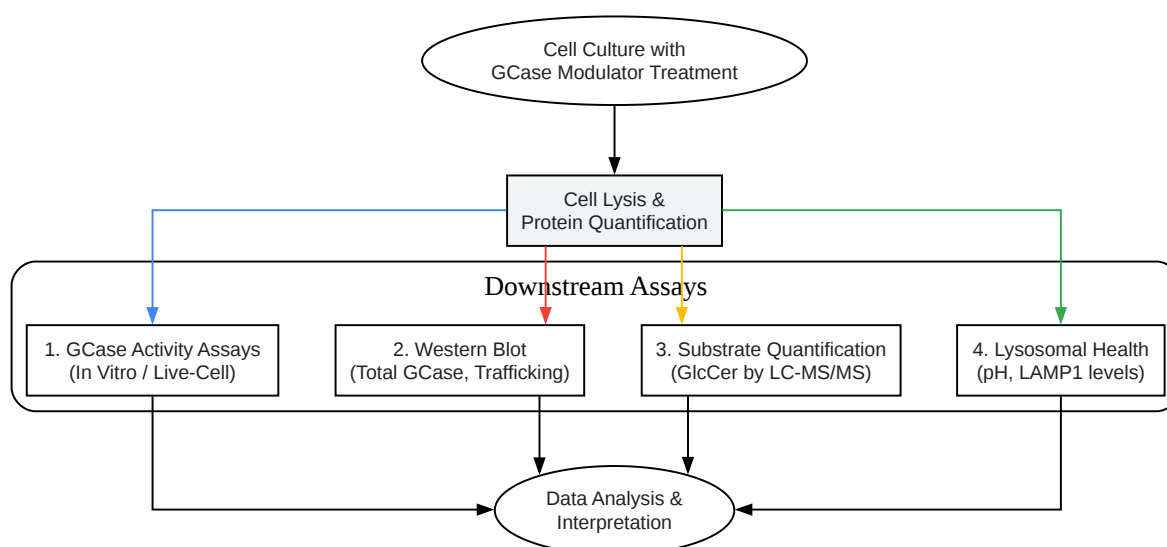 Cell Culture with
GCase Modulator Treatment
Cell Lysis &
Protein Quantification
Downstream Assays
1. GCase Activity Assays
(In Vitro / Live-Cell)
2. Western Blot
(Total GCase, Trafficking)
3. Substrate Quantification
(GlcCer by LC-MS/MS)
4. Lysosomal Health
(pH, LAMP1 levels)
Data Analysis &
Interpretation